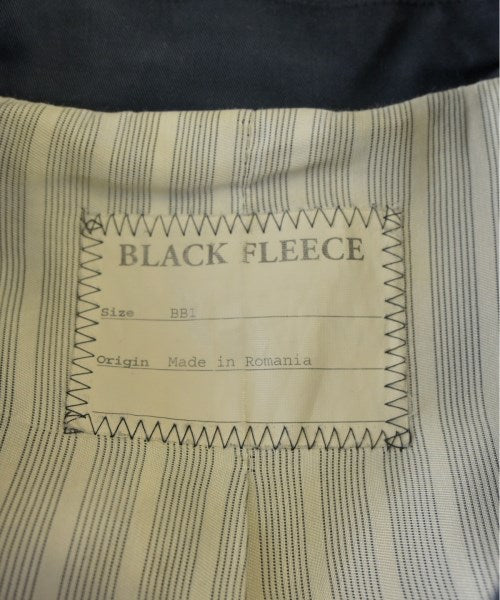 BLACK FLEECE
Size BB1
Origin Made in Romania